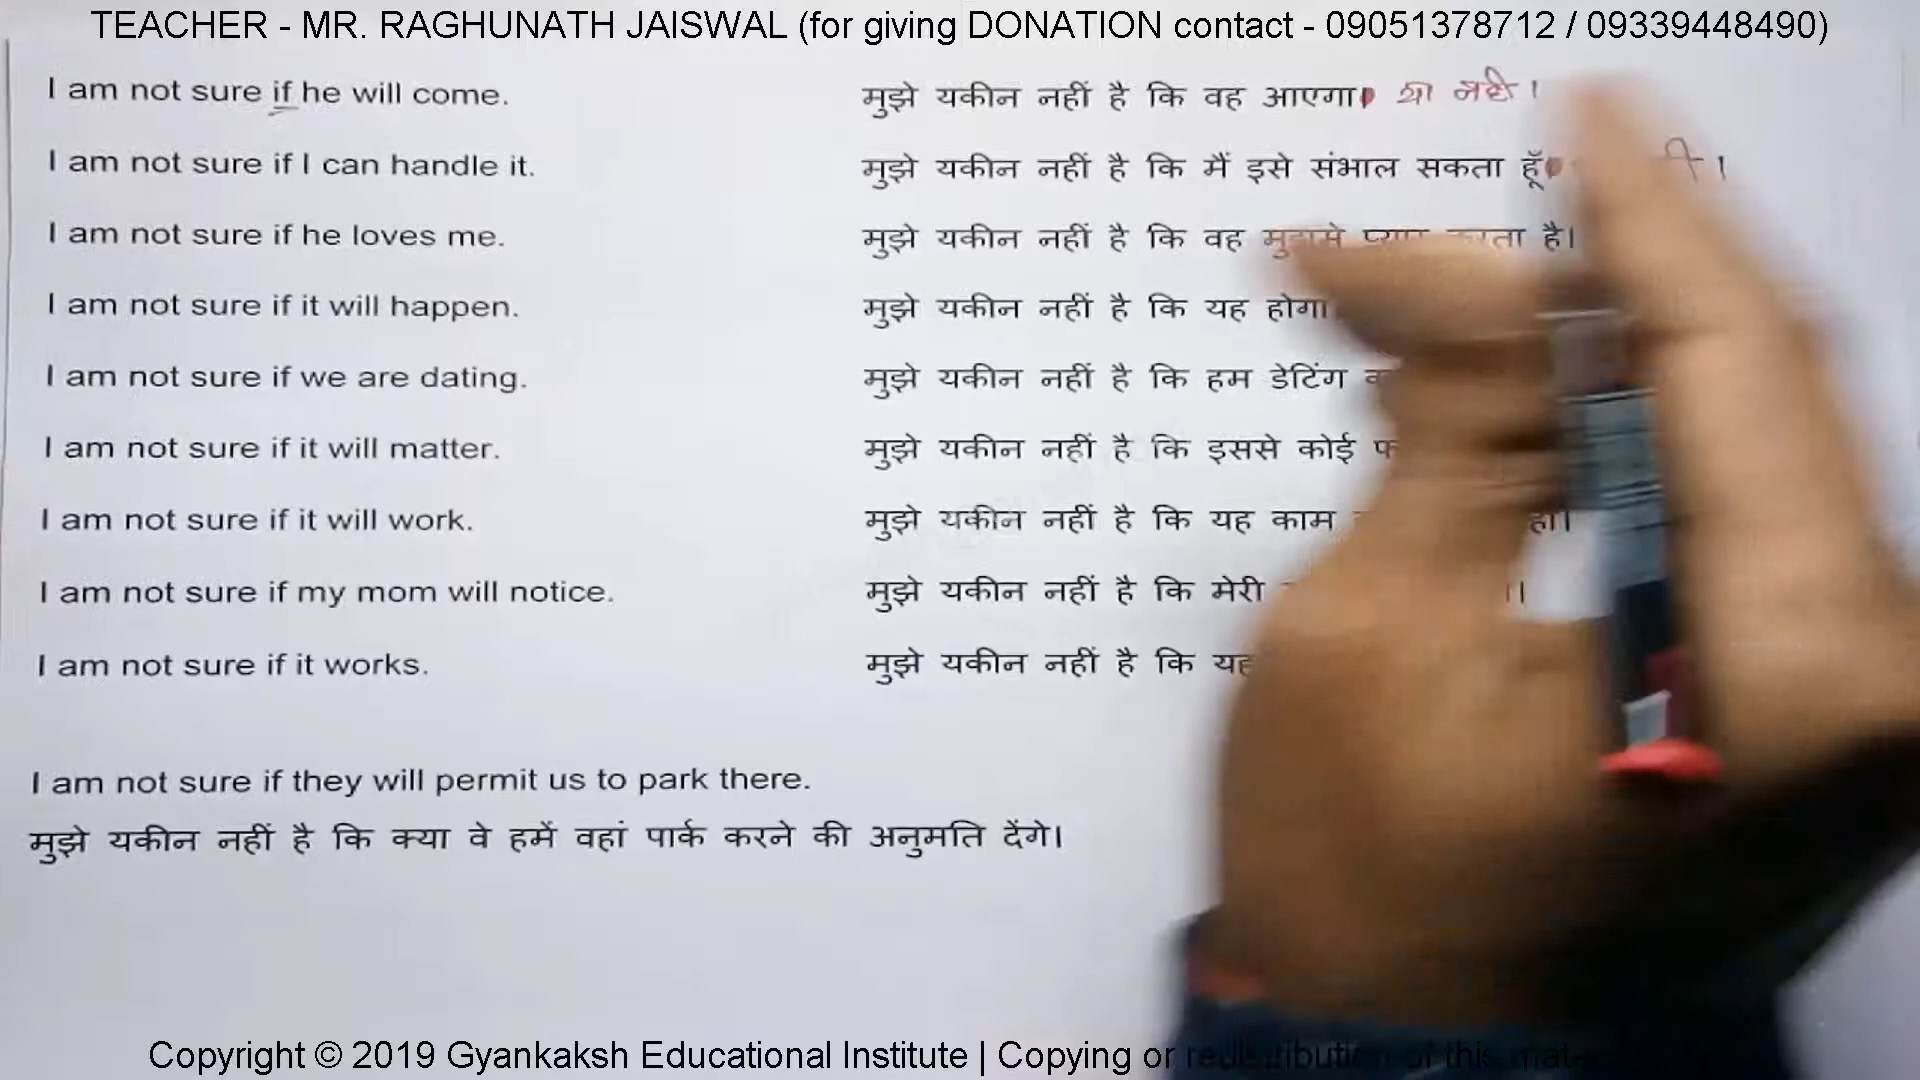 TEACHER - MR. RAGHUNATH JAISWAL (for giving DONATION contact - 09051378712 / 09339448490)
I am not sure if he will come. मुझे यकीन नहीं है कि वह आएगा या नहीं।
I am not sure if I can handle it. मुझे यकीन नहीं है कि मैं इसे संभाल सकता हूँ
I am not sure if he loves me. मुझे यकीन नहीं है कि वह मुझसे प्यार करता है।
I am not sure if it will happen. मुझे यकीन नहीं है कि यह होगा
I am not sure if we are dating. मुझे यकीन नहीं है कि हम डेटिंग
I am not sure if it will matter. मुझे यकीन नहीं है कि इससे कोई
I am not sure if it will work. मुझे यकीन नहीं है कि यह काम
I am not sure if my mom will notice. मुझे यकीन नहीं है कि मेरी
I am not sure if it works. मुझे यकीन नहीं है कि यह
I am not sure if they will permit us to park there.
मुझे यकीन नहीं है कि क्या वे हमें वहां पार्क करने की अनुमति देंगे।
Copyright © 2019 Gyankaksh Educational Institute | Copying or redistribution of this